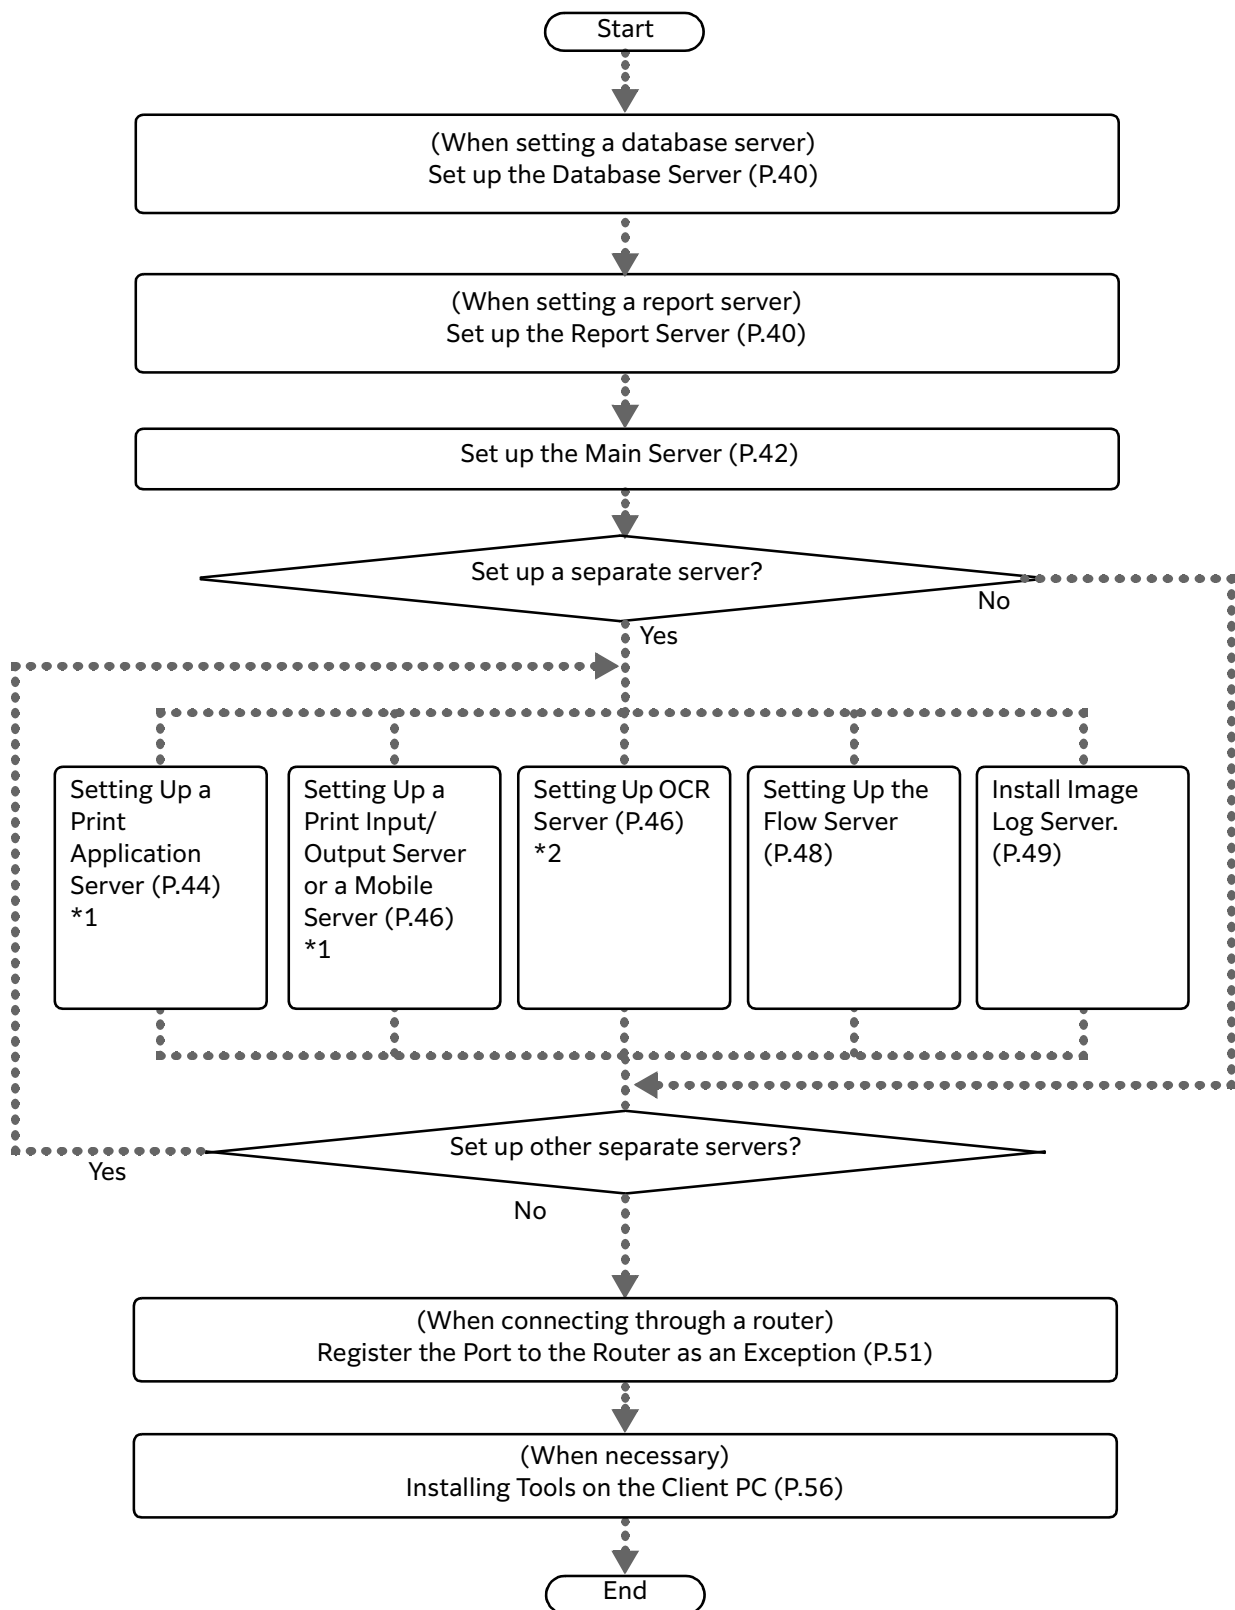 Start
(When setting a database server)
Set up the Database Server (P.40)
(When setting a report server)
Set up the Report Server (P.40)
Set up the Main Server (P.42)
Set up a separate server?
No
Yes
Setting Up a
Print
Application
Server (P.44)
*1
Setting Up a
Print Input/
Output Server
or a Mobile
Server (P.46)
*1
Setting Up OCR
Server (P.46)
*2
Setting Up the
Flow Server
(P.48)
Install Image
Log Server.
(P.49)
Set up other separate servers?
Yes
No
(When connecting through a router)
Register the Port to the Router as an Exception (P.51)
(When necessary)
Installing Tools on the Client PC (P.56)
End